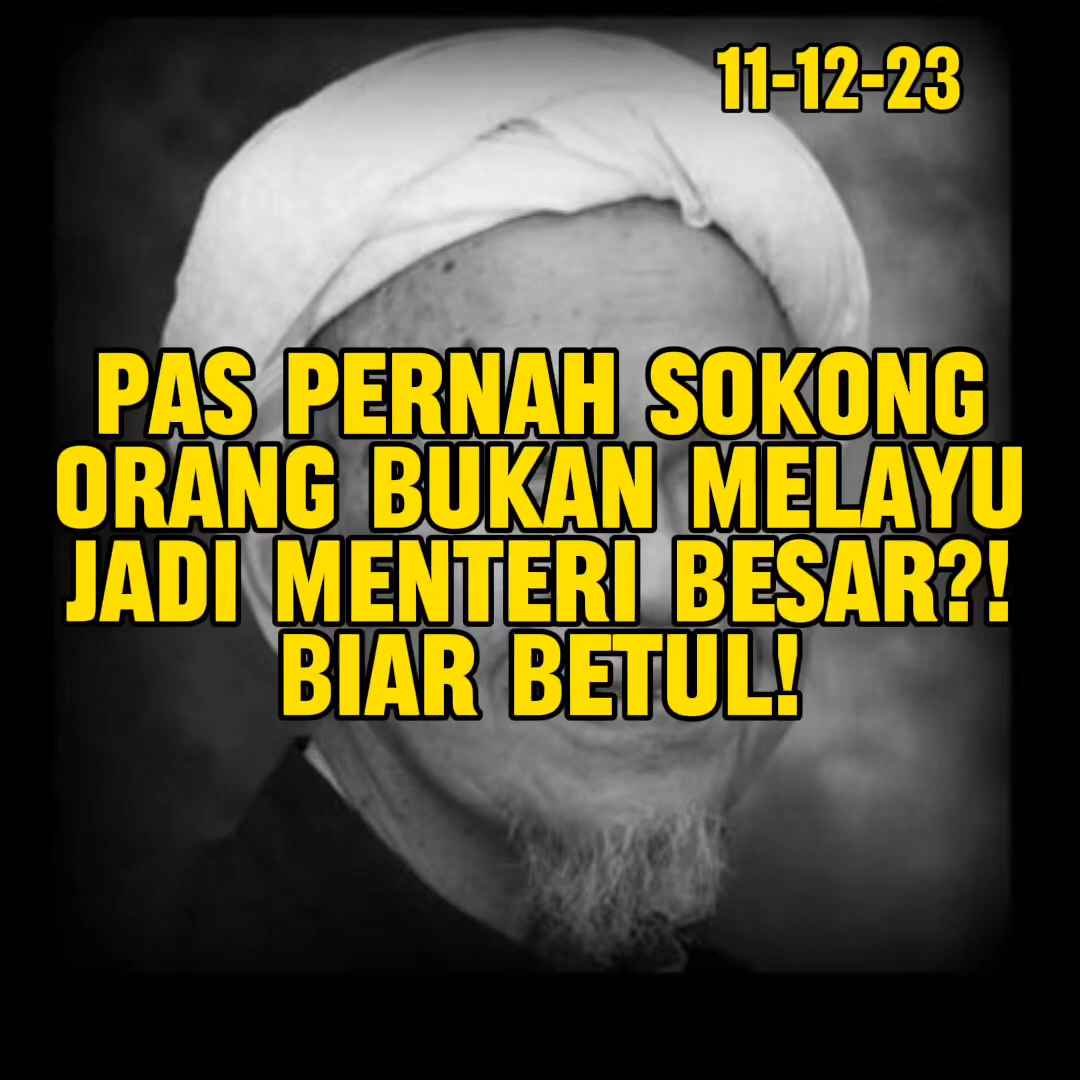 11-12-23
PAS PERNAH SOKONG
ORANG BUKAN MELAYU
JADI MENTERI BESAR?!
BIAR BETUL!